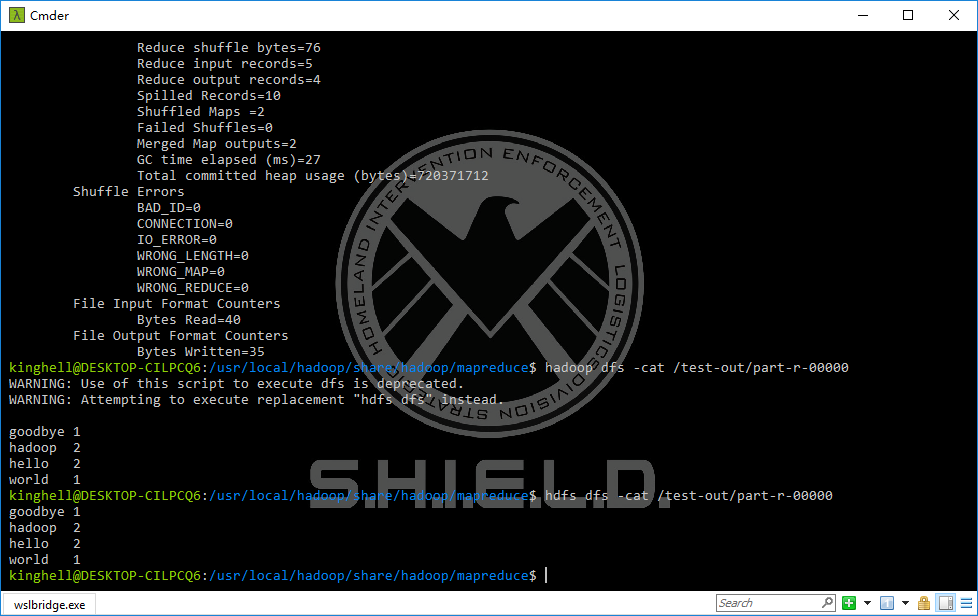 Cmder
Reduce shuffle bytes=76
Reduce input records=5
Reduce output records=4
Spilled Records=10
Shuffled Maps =2
Failed Shuffles=0
Merged Map outputs=2
GC time elapsed (ms)=27
Total committed heap usage (bytes)=720371712
Shuffle Errors
BAD_ID=0
CONNECTION=0
IO_ERROR=0
WRONG_LENGTH=0
WRONG_MAP=0
WRONG_REDUCE=0
File Input Format Counters
Bytes Read=40
File Output Format Counters
Bytes Written=35
kinghell@DESKTOP-CILPCQ6:/usr/local/hadoop/share/hadoop/mapreduce$ hadoop dfs -cat /test-out/part-r-00000
WARNING: Use of this script to execute dfs is deprecated.
WARNING: Attempting to execute replacement "hdfs dfs" instead.
goodbye 1
hadoop 2
hello 2
world 1
kinghell@DESKTOP-CILPCQ6:/usr/local/hadoop/share/hadoop/mapreduce$ hdfs dfs -cat /test-out/part-r-00000
goodbye 1
hadoop 2
hello 2
world 1
kinghell@DESKTOP-CILPCQ6:/usr/local/hadoop/share/hadoop/mapreduce$
HOMELAND INTERVENTION ENFORCEMENT LOGISTICS DIVISION STRATEGIC
S.H.I.E.L.D.
wslbridge.exe
Search